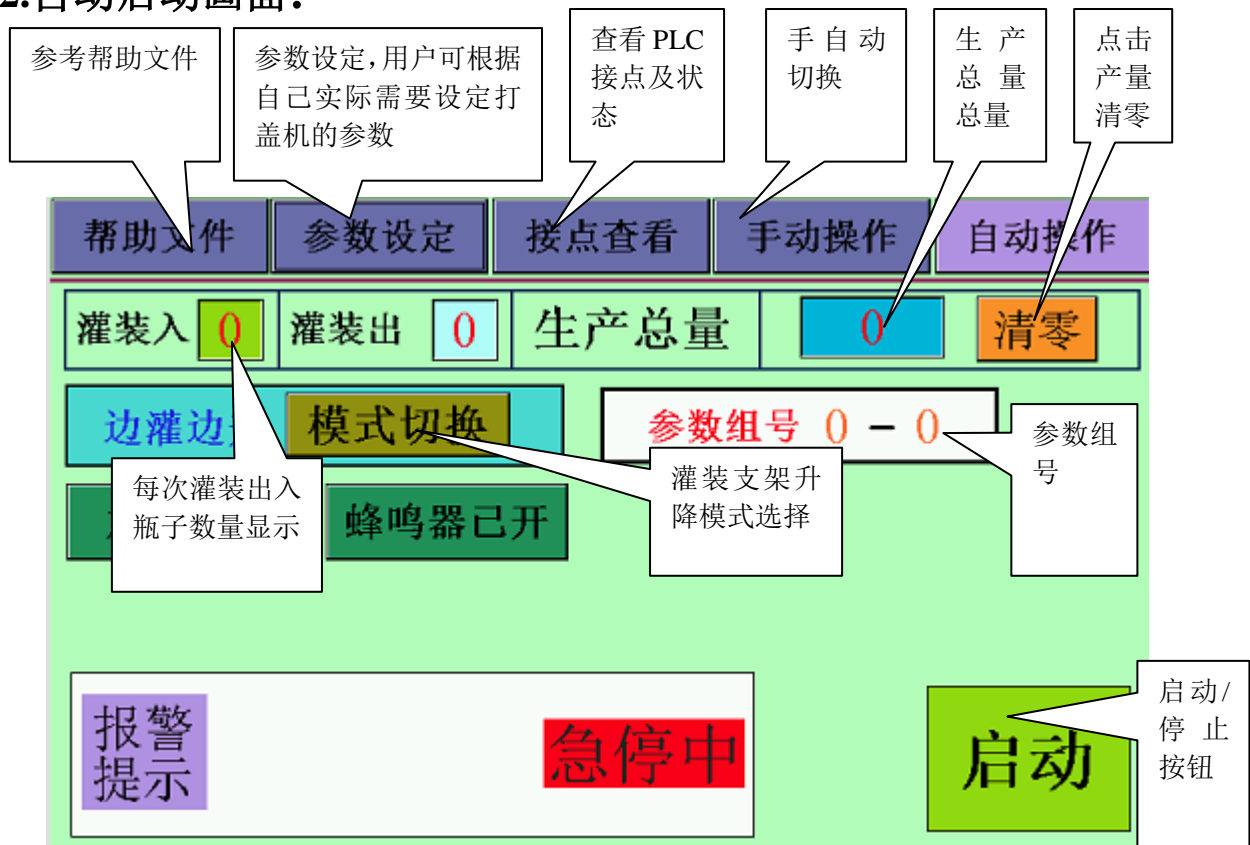 2.自动启动画面：
参考帮助文件
参数设定，用户可根据
自己实际需要设定打
盖机的参数
查看 PLC
接点及状
态
手自动
切换
生产
总量
总量
点击
产量
清零
帮助文件
参数设定
接点查看
手动操作
自动操作
灌装入 0
灌装出 0
生产总量 0
清零
边灌边
模式切换
参数组号 0 - 0
参数组
号
每次灌装出入
瓶子数量显示
灌装支架升
降模式选择
蜂鸣器已开
报警
提示
急停中
启动
启动/
停止
按钮